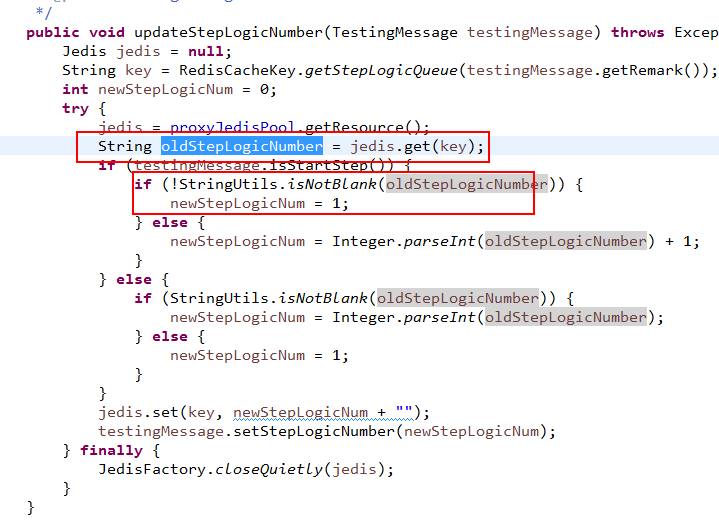 */
public void updateStepLogicNumber(TestingMessage testingMessage) throws Excep
Jedis jedis = null;
String key = RedisCacheKey.getStepLogicQueue(testingMessage.getRemark());
int newStepLogicNum = 0;
try {
jedis = proxyJedisPool.getResource();
String oldStepLogicNumber = jedis.get(key);
if (testingMessage.isStartStep()) {
if (!StringUtils.isNotBlank(oldStepLogicNumber)) {
newStepLogicNum = 1;
} else {
newStepLogicNum = Integer.parseInt(oldStepLogicNumber) + 1;
}
} else {
if (StringUtils.isNotBlank(oldStepLogicNumber)) {
newStepLogicNum = Integer.parseInt(oldStepLogicNumber);
} else {
newStepLogicNum = 1;
}
}
jedis.set(key, newStepLogicNum + "");
testingMessage.setStepLogicNumber(newStepLogicNum);
} finally {
JedisFactory.closeQuietly(jedis);
}
}